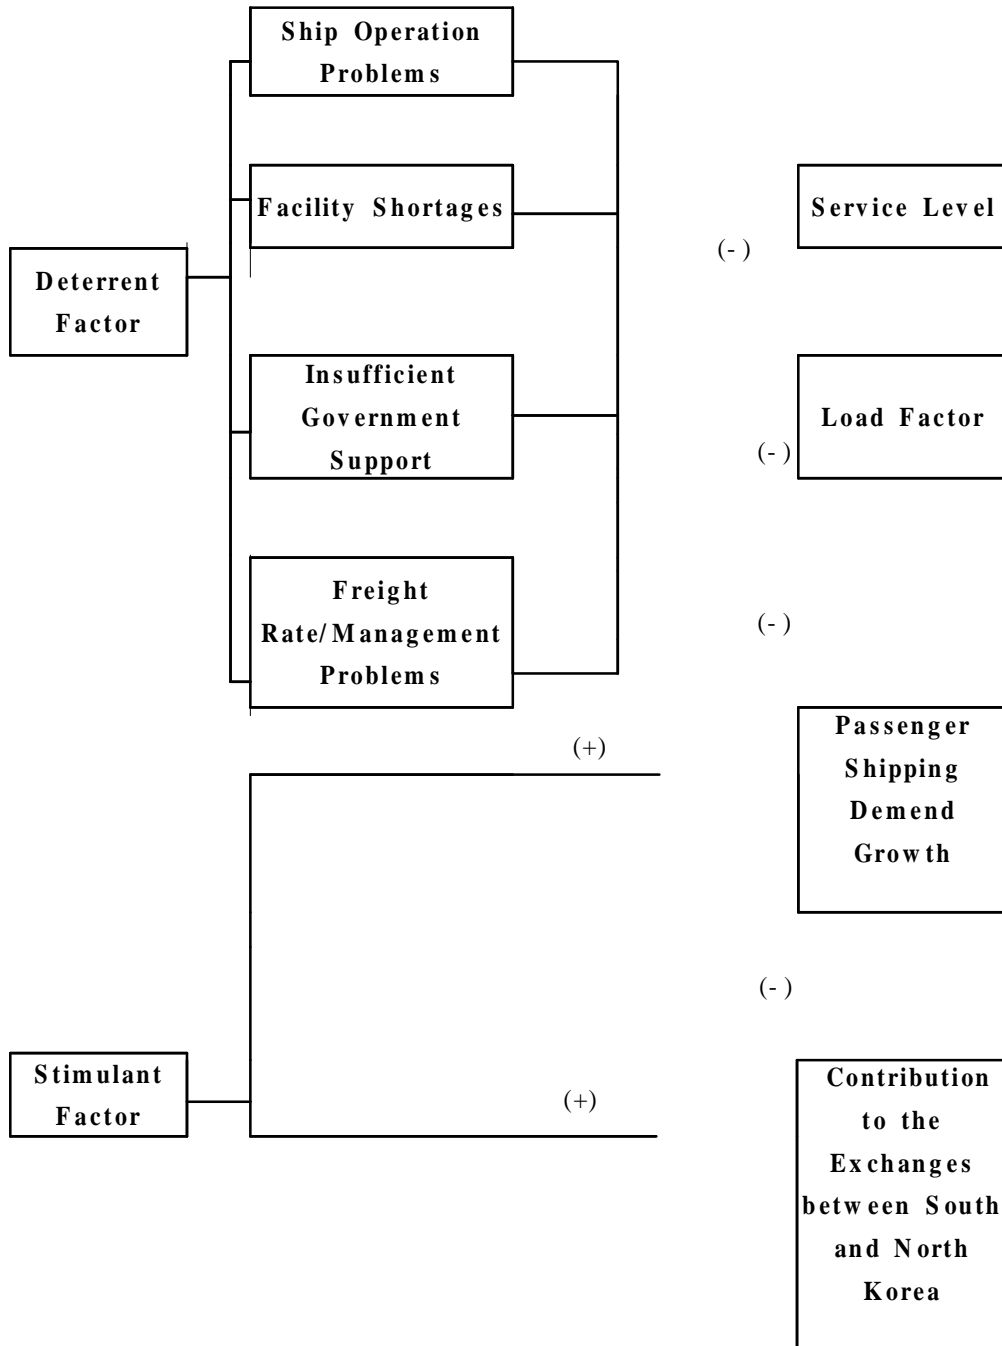 Ship Operation
Problems
Facility Shortages
Service Level
(-)
Deterrent
Factor
Insufficient
Government
Support
Load Factor
(-)
Freight
Rate/Management
Problems
(-)
Passenger
Shipping
Demend
Growth
(+)
(-)
Stimulant
Factor
(+)
Contribution
to the
Exchanges
between South
and North
Korea